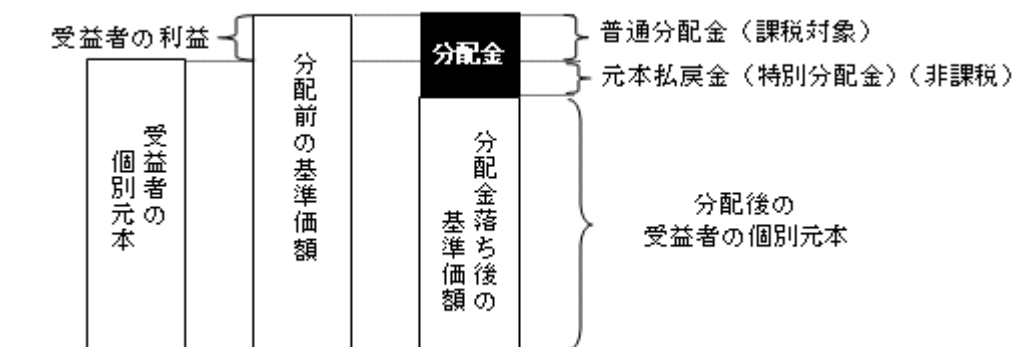 受益者の利益
受益者の
個別元本
分配前の基準価額
分配金
分配金落ち後の
基準価額
普通分配金（課税対象）
元本払戻金（特別分配金）（非課税）
分配後の
受益者の個別元本